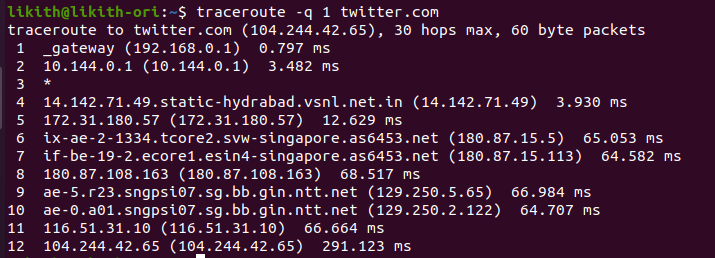 likith@likith-ori:~$ traceroute -q 1 twitter.com
traceroute to twitter.com (104.244.42.65), 30 hops max, 60 byte packets
 1  _gateway (192.168.0.1)  0.797 ms
 2  10.144.0.1 (10.144.0.1)  3.482 ms
 3  *
 4  14.142.71.49.static-hydrabad.vsnl.net.in (14.142.71.49)  3.930 ms
 5  172.31.180.57 (172.31.180.57)  12.629 ms
 6  ix-ae-2-1334.tcore2.svw-singapore.as6453.net (180.87.15.5)  65.053 ms
 7  if-be-19-2.ecore1.esin4-singapore.as6453.net (180.87.15.113)  64.582 ms
 8  180.87.108.163 (180.87.108.163)  68.517 ms
 9  ae-5.r23.sngpsi07.sg.bb.gin.ntt.net (129.250.5.65)  66.984 ms
10  ae-0.a01.sngpsi07.sg.bb.gin.ntt.net (129.250.2.122)  64.707 ms
11  116.51.31.10 (116.51.31.10)  66.664 ms
12  104.244.42.65 (104.244.42.65)  291.123 ms